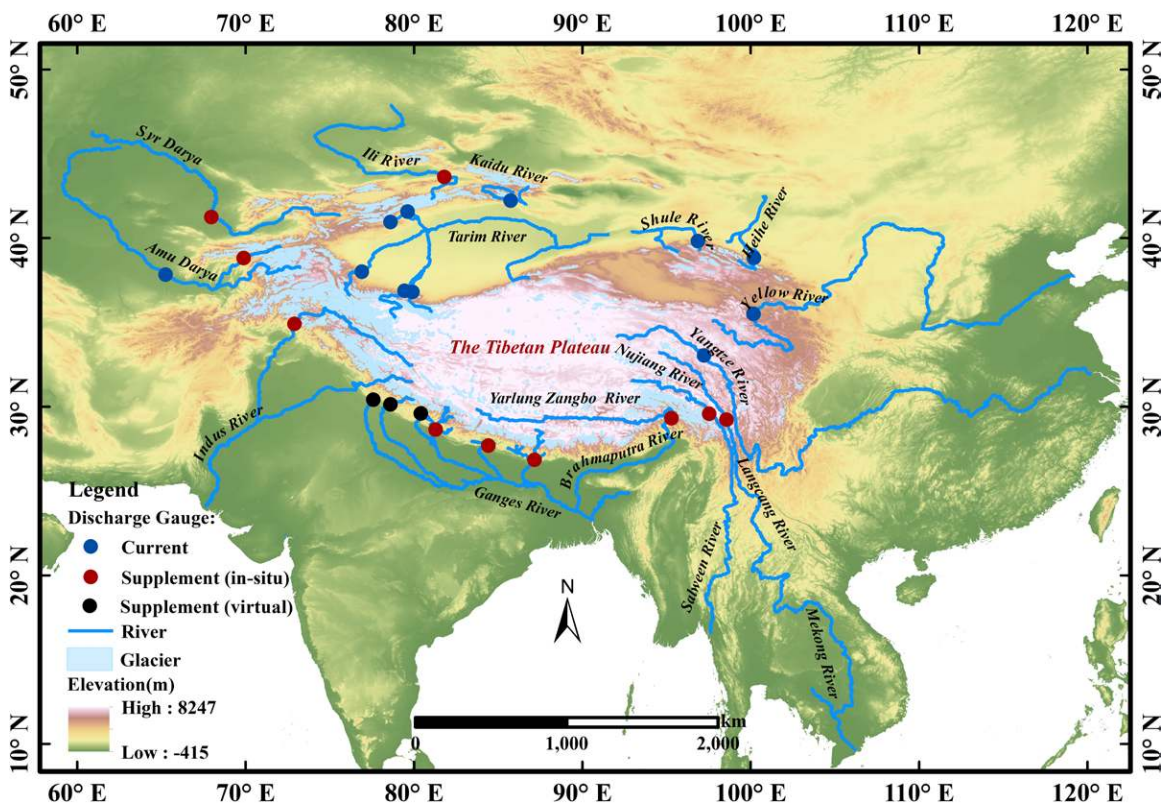 60° E 70° E 80° E 90° E 100° E 110° E 120° E
50° N
40° N
30° N
20° N
10° N
50° N
40° N
30° N
20° N
10° N
Syr Darya
Ili River
Kaidu River
Amu Darya
Tarim River
Shule River
Heihe River
Yellow River
The Tibetan Plateau
Yangtze River
Nujiang River
Yarlung Zangbo River
Indus River
Brahmaputra River
Ganges River
Langcang River
Salween River
Mekong River
Legend
Discharge Gauge:
Current
Supplement (in-situ)
Supplement (virtual)
River
Glacier
Elevation(m)
High : 8247
Low : -415
N
km
0 1,000 2,000
60° E 70° E 80° E 90° E 100° E 110° E 120° E